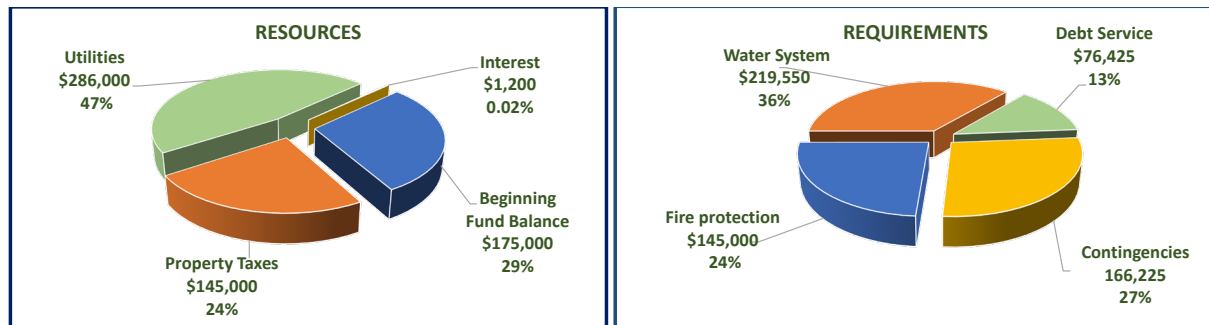 RESOURCES
Utilities
$286,000
47%
Interest
$1,200
0.02%
Beginning
Fund Balance
$175,000
29%
Property Taxes
$145,000
24%
REQUIREMENTS
Water System
$219,550
36%
Debt Service
$76,425
13%
Fire protection
$145,000
24%
Contingencies
166,225
27%